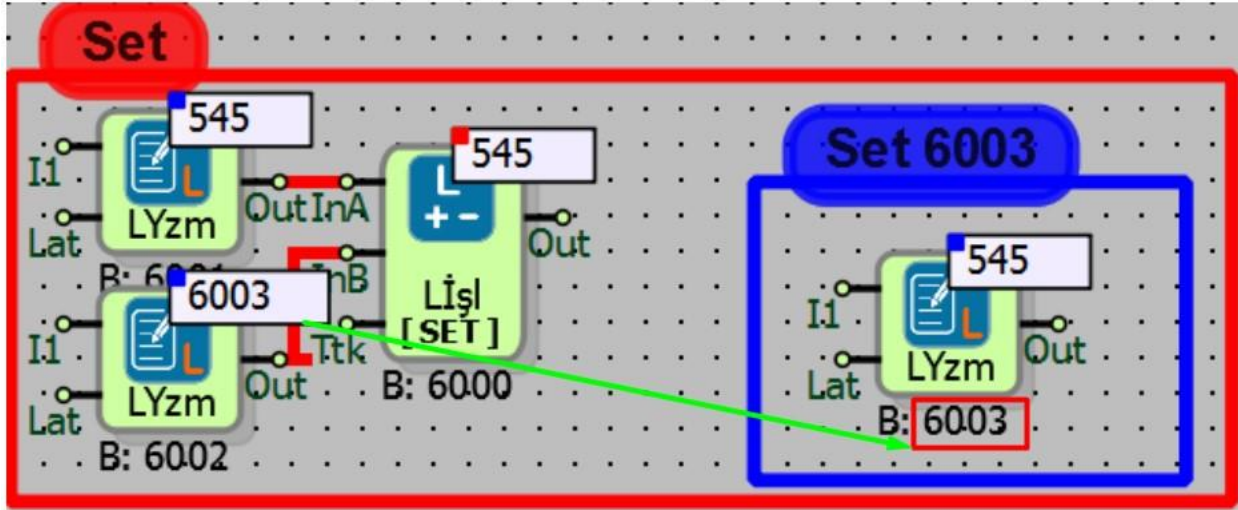 Set
545
L
I1
Lat
LYzm
Out
InA
545
L
+ -
Out
InB
Ttk
Lİşl
[ SET ]
B: 6000
6003
L
I1
Lat
LYzm
Out
B: 6002
Set 6003
545
L
I1
Lat
LYzm
Out
B: 6003